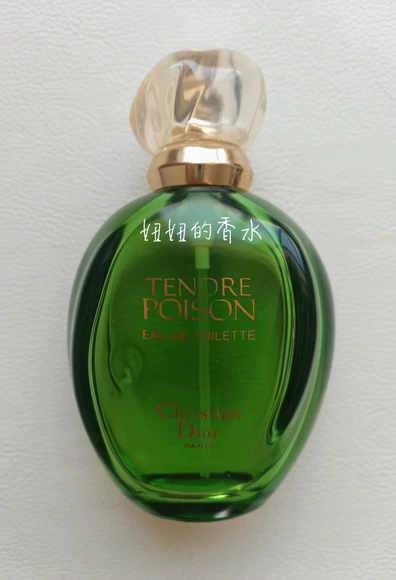 妞妞的香水
TENDRE
POISON
EAU DE TOILETTE
Christian
Dior
PARIS